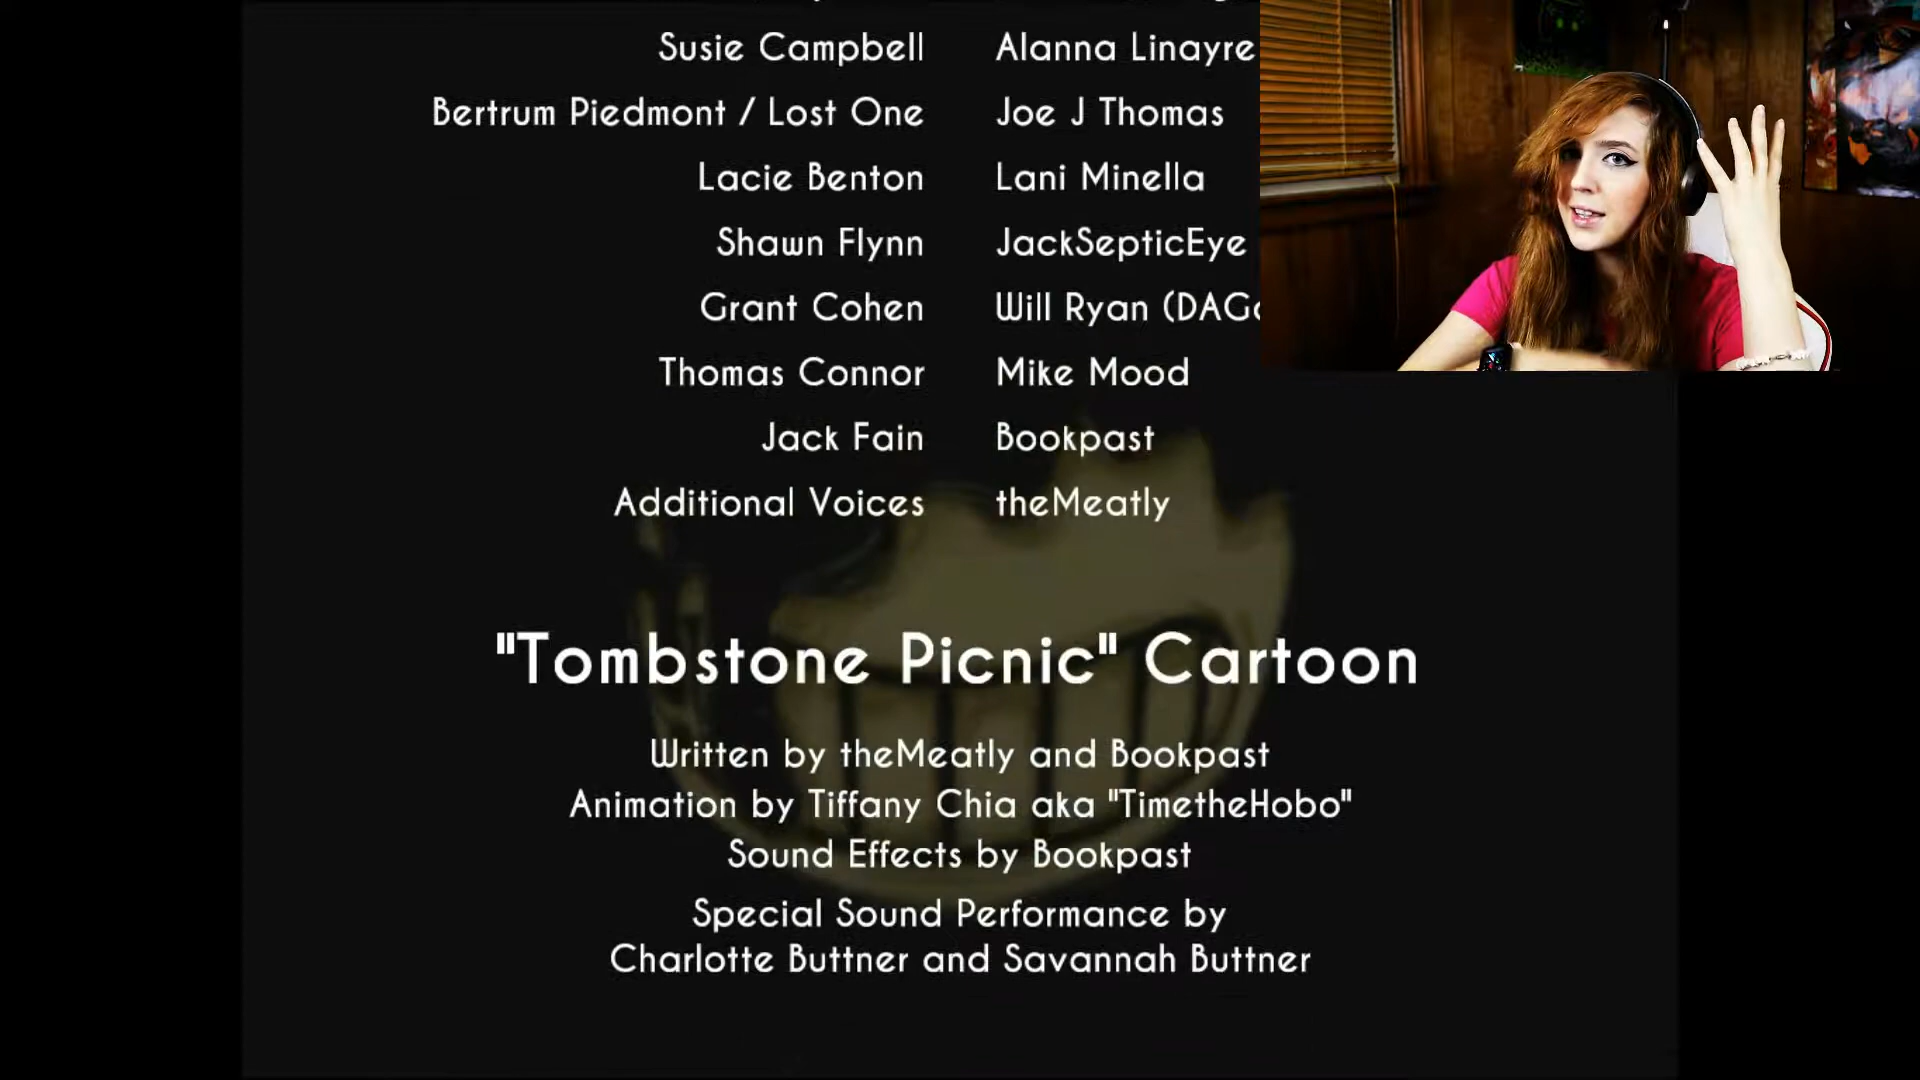 Susie Campbell Alanna Linayre
Bertrum Piedmont / Lost One Joe J Thomas
Lacie Benton Lani Minella
Shawn Flynn JackSepticEye
Grant Cohen Will Ryan
Thomas Connor Mike Mood
Jack Fain Bookpast
Additional Voices theMeatly
"Tombstone Picnic" Cartoon
Written by theMeatly and Bookpast
Animation by Tiffany Chia aka "TimetheHobo"
Sound Effects by Bookpast
Special Sound Performance by
Charlotte Buttner and Savannah Buttner